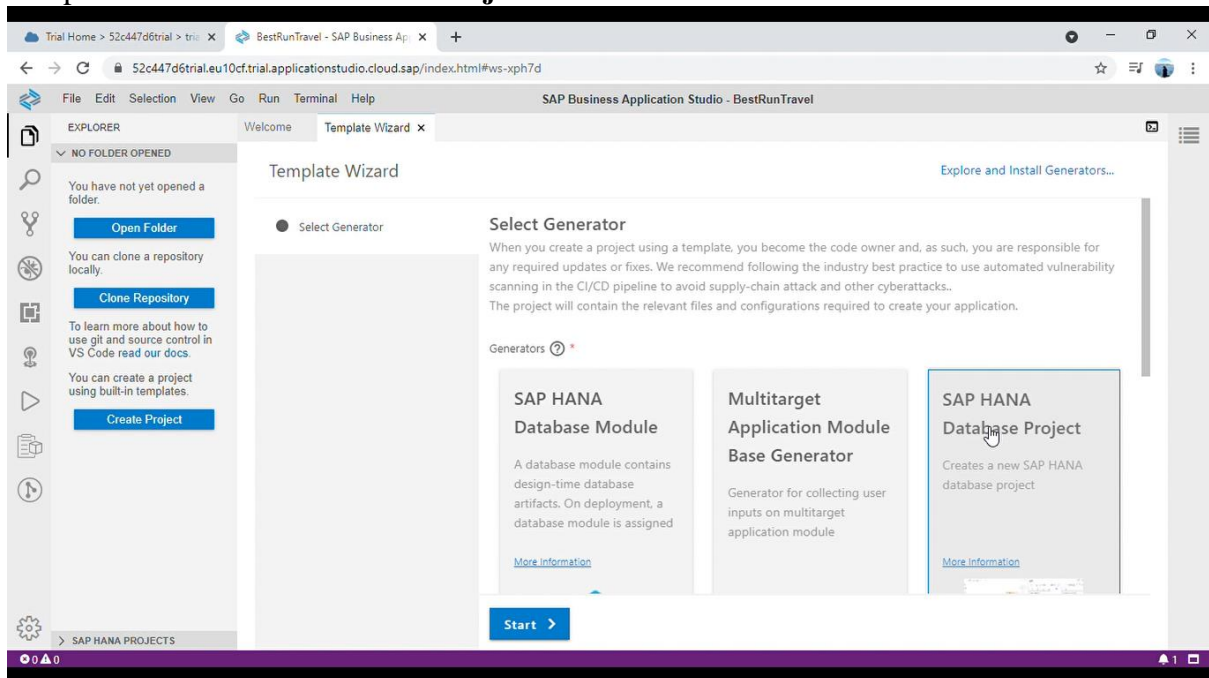 Trial Home > 52c447d6trial > tria
BestRunTravel - SAP Business Ap
52c447d6trial.eu10cf.trial.applicationstudio.cloud.sap/index.html#ws-xph7d
File Edit Selection View Go Run Terminal Help
SAP Business Application Studio - BestRunTravel
EXPLORER
NO FOLDER OPENED
You have not yet opened a
folder.
Open Folder
You can clone a repository
locally.
Clone Repository
To learn more about how to
use git and source control in
VS Code read our docs.
You can create a project
using built-in templates.
Create Project
SAP HANA PROJECTS
Welcome
Template Wizard
Template Wizard
Explore and Install Generators...
Select Generator
Select Generator
When you create a project using a template, you become the code owner and, as such, you are responsible for
any required updates or fixes. We recommend following the industry best practice to use automated vulnerability
scanning in the CI/CD pipeline to avoid supply-chain attack and other cyberattacks..
The project will contain the relevant files and configurations required to create your application.
Generators ? *
SAP HANA
Database Module
A database module contains
design-time database
artifacts. On deployment, a
database module is assigned
More Information
Multitarget
Application Module
Base Generator
Generator for collecting user
inputs on multitarget
application module
SAP HANA
Database Project
Creates a new SAP HANA
database project
More Information
Start >
0 0
1